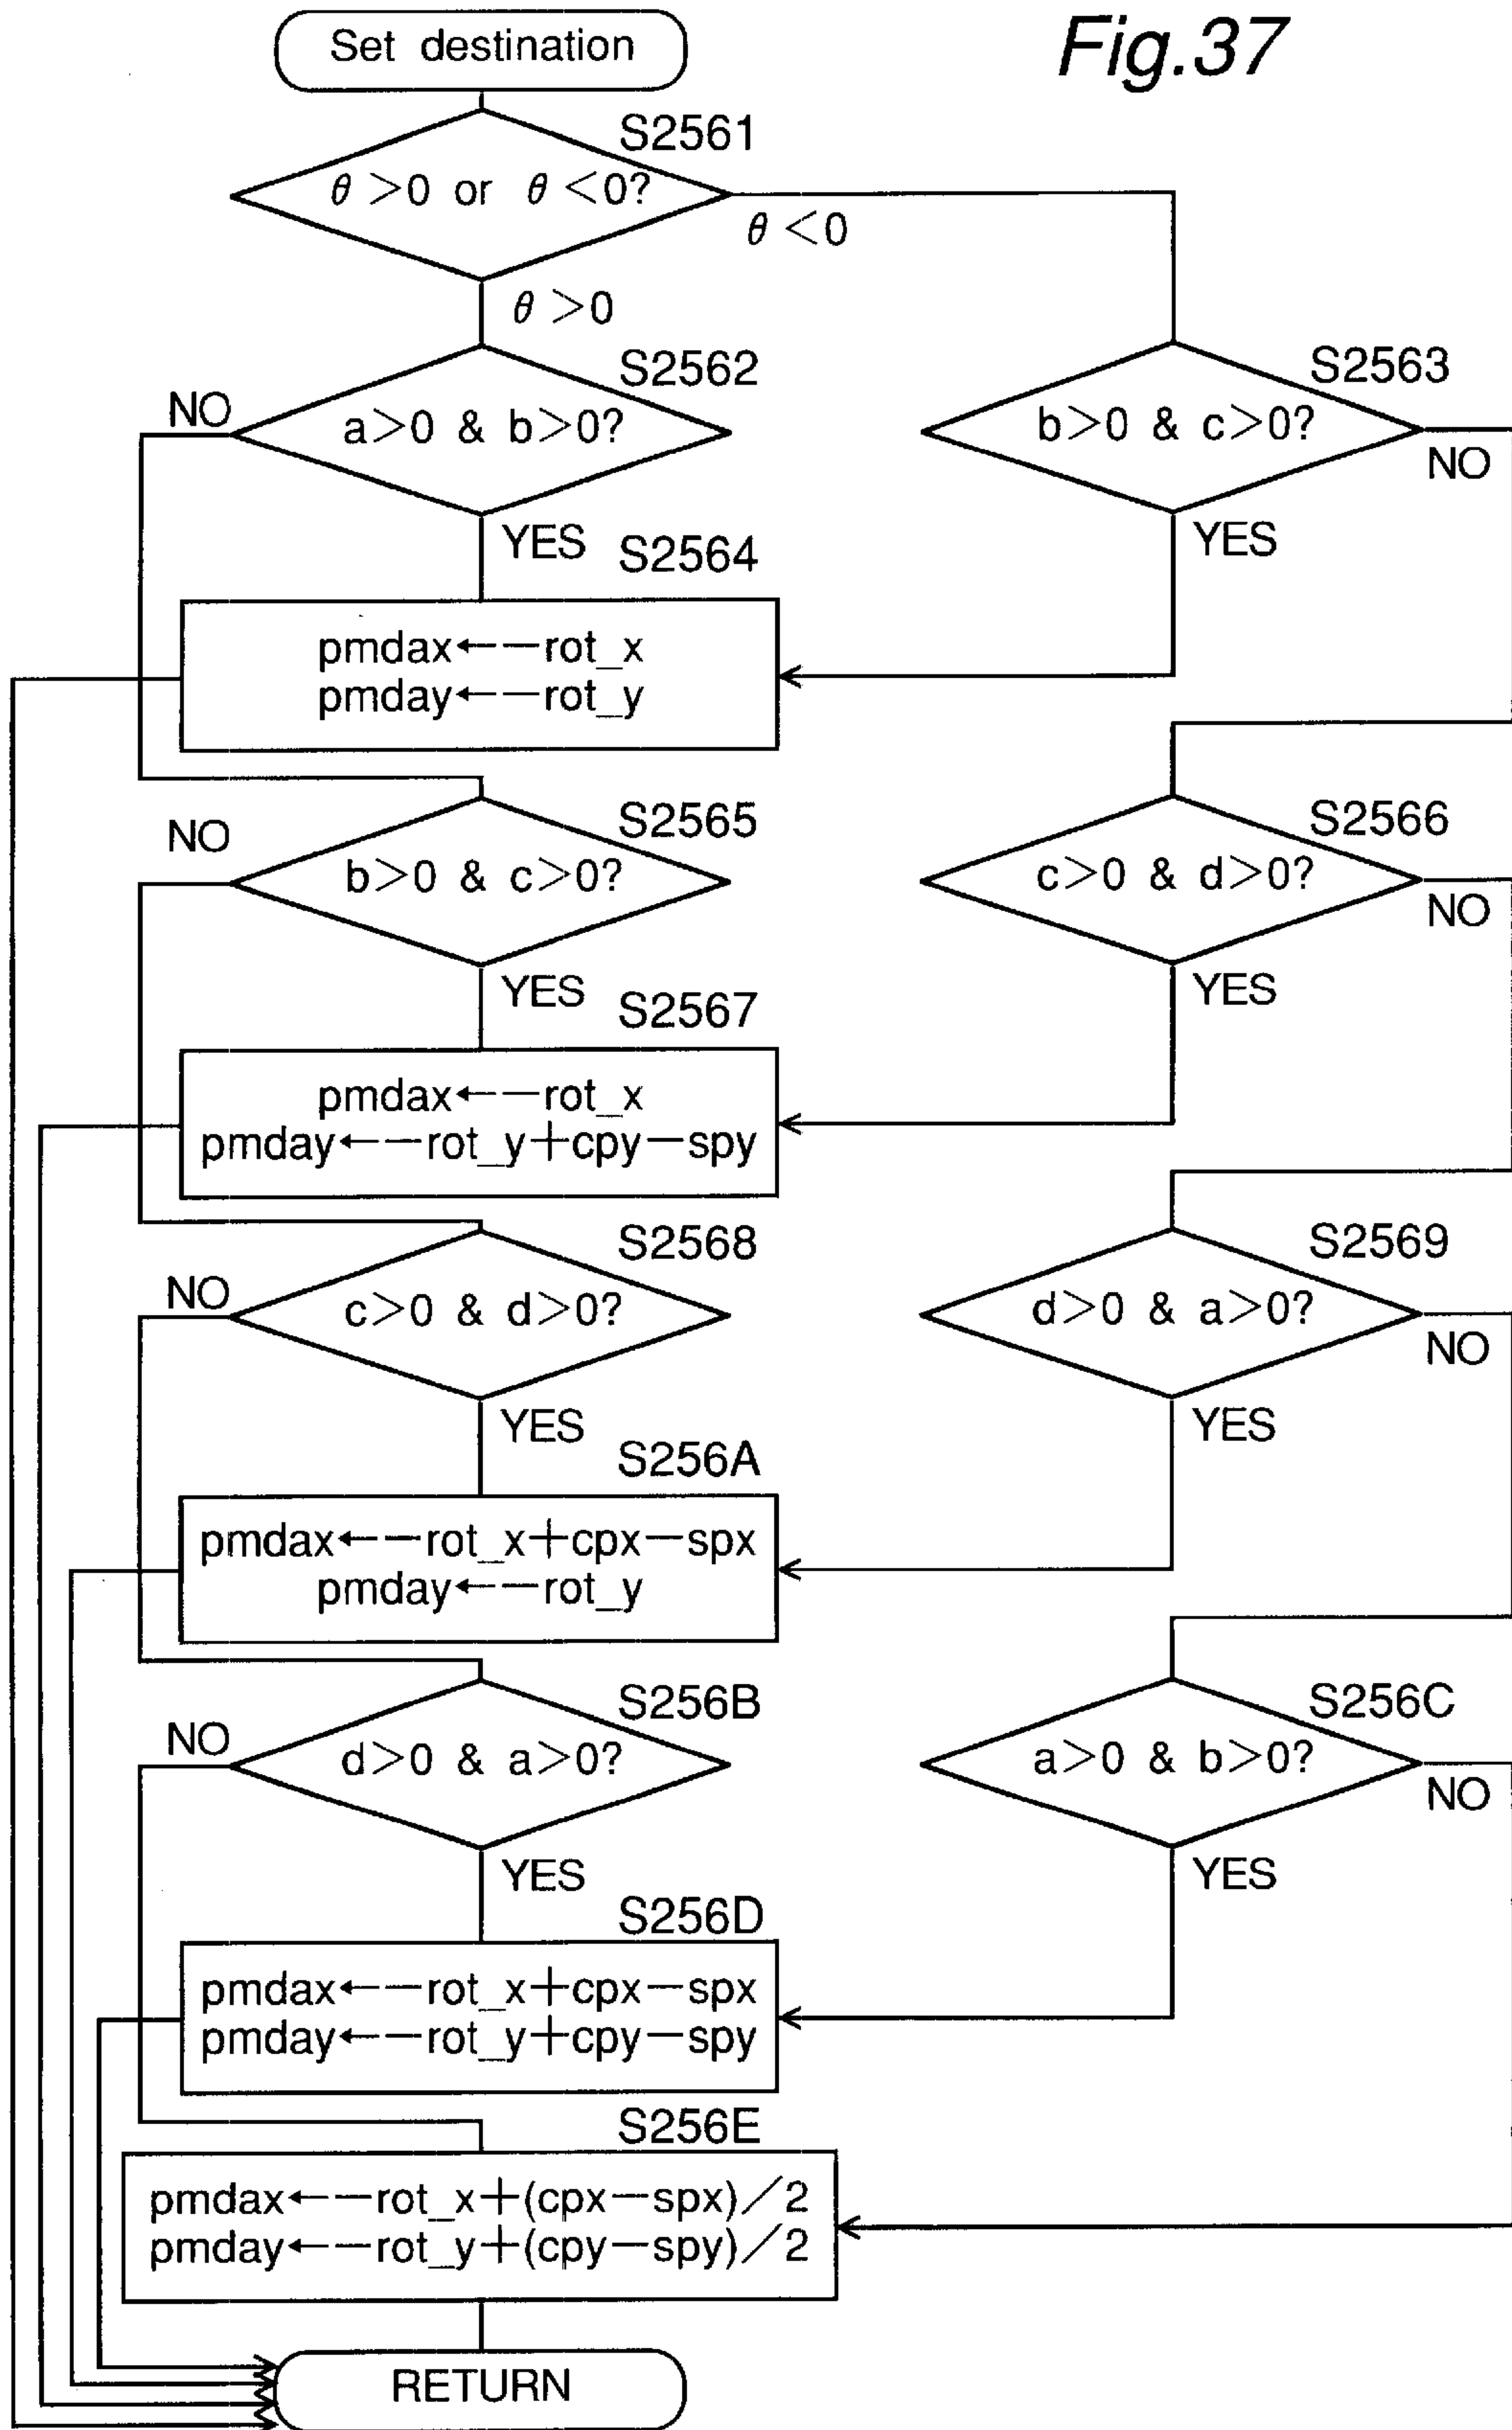 Fig.37
Set destination
S2561
θ>0 or θ<0?
θ<0
θ>0
S2562
S2563
NO
a>0 & b>0?
b>0 & c>0?
NO
YES
YES
S2564
pmdax←−rot_x
pmday←−rot_y
S2565
S2566
NO
b>0 & c>0?
c>0 & d>0?
NO
YES
YES
S2567
pmdax←−rot_x
pmday←−rot_y+cpy−spy
S2568
S2569
NO
c>0 & d>0?
d>0 & a>0?
NO
YES
YES
S256A
pmdax←−rot_x+cpx−spx
pmday←−rot_y
S256B
S256C
NO
d>0 & a>0?
a>0 & b>0?
NO
YES
YES
S256D
pmdax←−rot_x+cpx−spx
pmday←−rot_y+cpy−spy
S256E
pmdax←−rot_x+(cpx−spx)/2
pmday←−rot_y+(cpy−spy)/2
RETURN